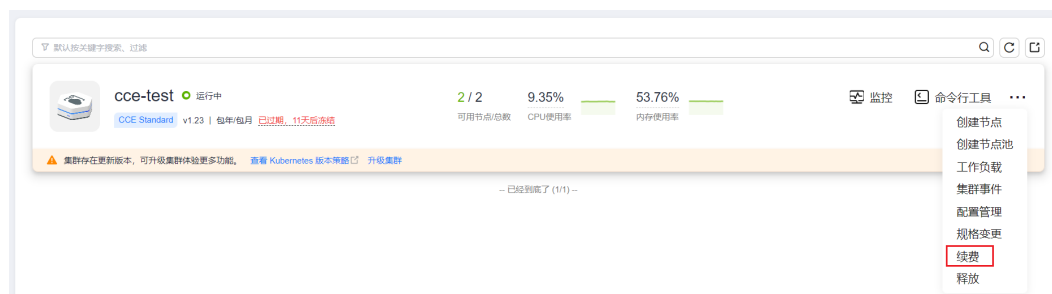 默认按关键字搜索、过滤
cce-test 运行中 2 / 2 9.35% 53.76% 监控 命令行工具 ···
CCE Standard v1.23 | 包年/包月 已过期，11天后冻结 可用节点/总数 CPU使用率 内存使用率
创建节点
创建节点池
集群存在更新版本，可升级集群体验更多功能。 查看 Kubernetes 版本策略 升级集群
工作负载
-- 已经到底了 (1/1) --
集群事件
配置管理
规格变更
续费
释放